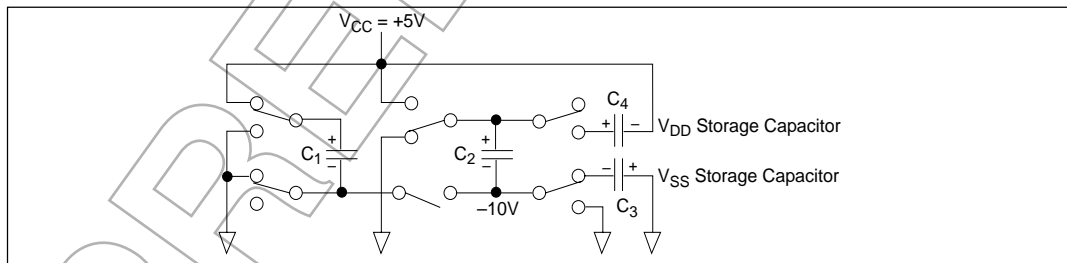 V_CC = +5V
C_4
+ –
V_DD Storage Capacitor
+
C_1
–
+
C_2
–
– +
V_SS Storage Capacitor
–10V
C_3